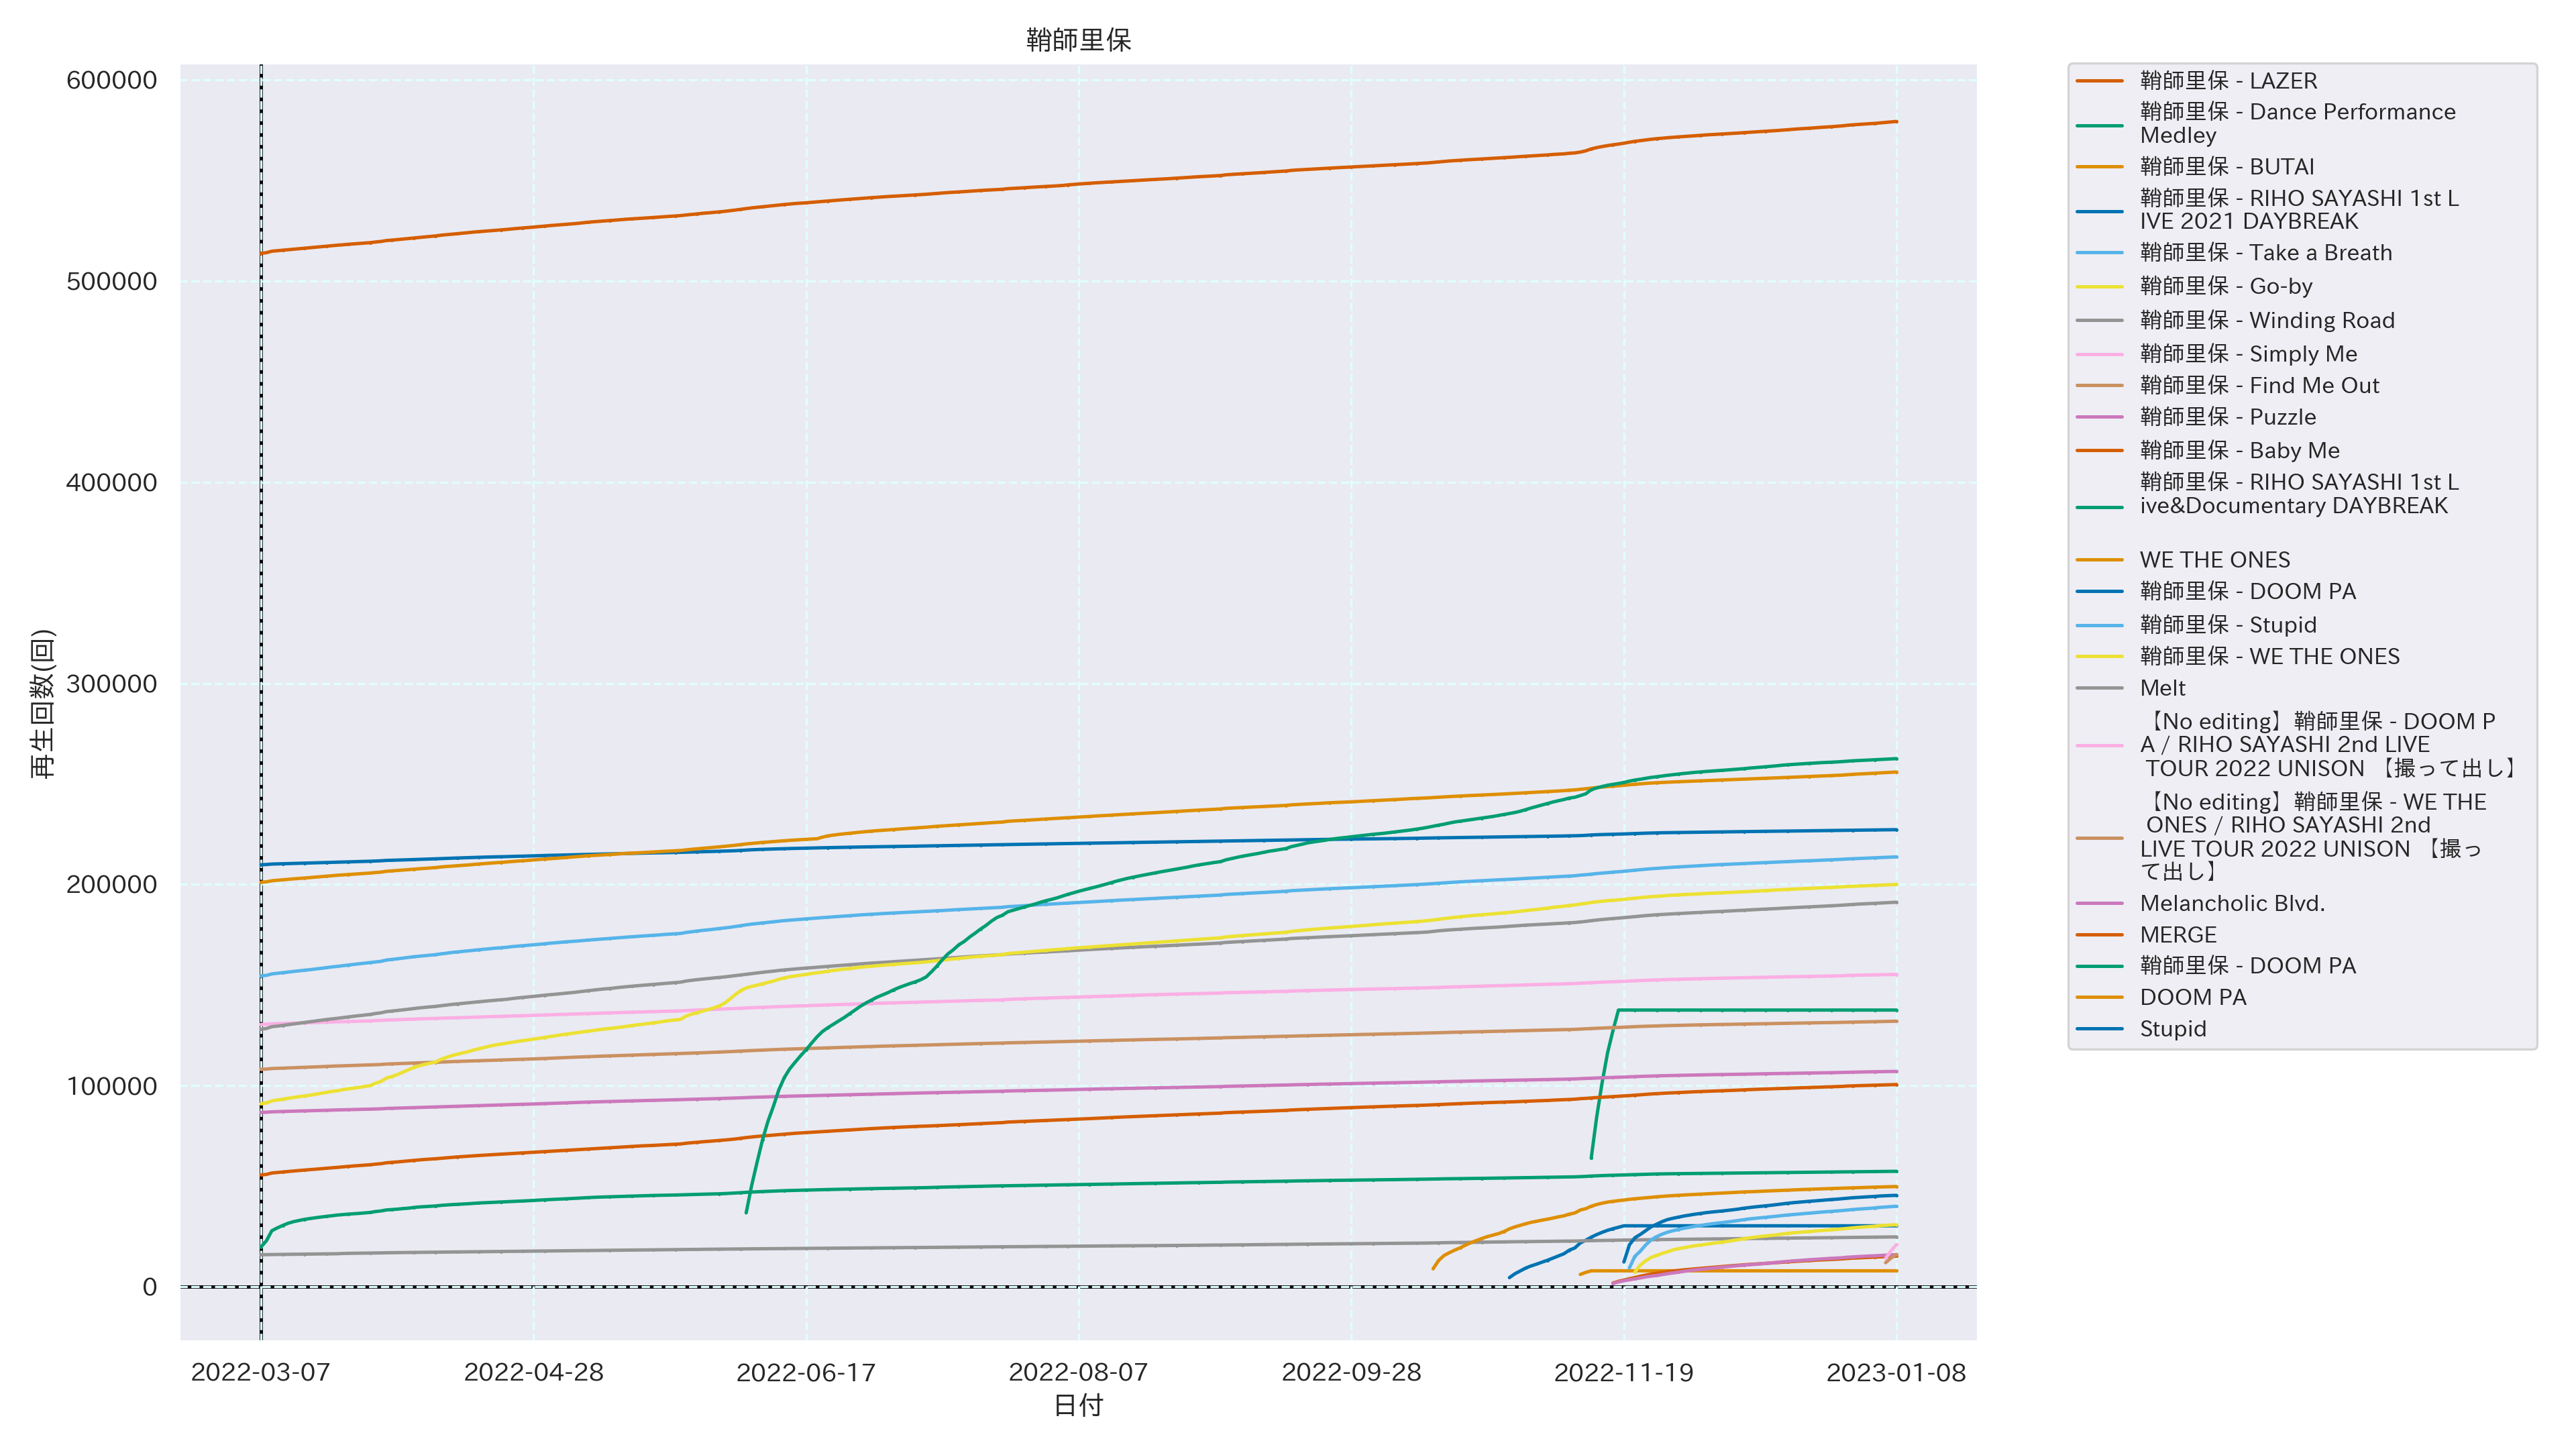 鞘師里保
600000
500000
400000
300000
200000
100000
0
再生回数(回)
2022-03-07
2022-04-28
2022-06-17
2022-08-07
2022-09-28
2022-11-19
2023-01-08
日付
鞘師里保 - LAZER
鞘師里保 - Dance Performance
Medley
鞘師里保 - BUTAI
鞘師里保 - RIHO SAYASHI 1st L
IVE 2021 DAYBREAK
鞘師里保 - Take a Breath
鞘師里保 - Go-by
鞘師里保 - Winding Road
鞘師里保 - Simply Me
鞘師里保 - Find Me Out
鞘師里保 - Puzzle
鞘師里保 - Baby Me
鞘師里保 - RIHO SAYASHI 1st L
ive&Documentary DAYBREAK
WE THE ONES
鞘師里保 - DOOM PA
鞘師里保 - Stupid
鞘師里保 - WE THE ONES
Melt
【No editing】鞘師里保 - DOOM P
A / RIHO SAYASHI 2nd LIVE
TOUR 2022 UNISON 【撮って出し】
【No editing】鞘師里保 - WE THE
ONES / RIHO SAYASHI 2nd
LIVE TOUR 2022 UNISON 【撮っ
て出し】
Melancholic Blvd.
MERGE
鞘師里保 - DOOM PA
DOOM PA
Stupid